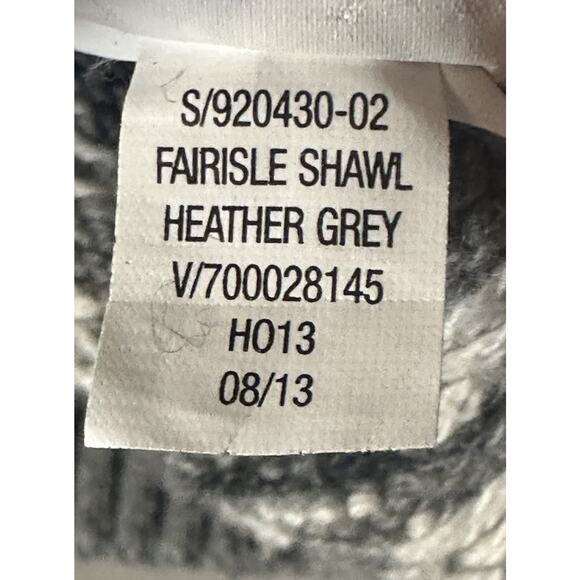 S/920430-02
FAIRISLE SHAWL
HEATHER GREY
V/700028145
HO13
08/13